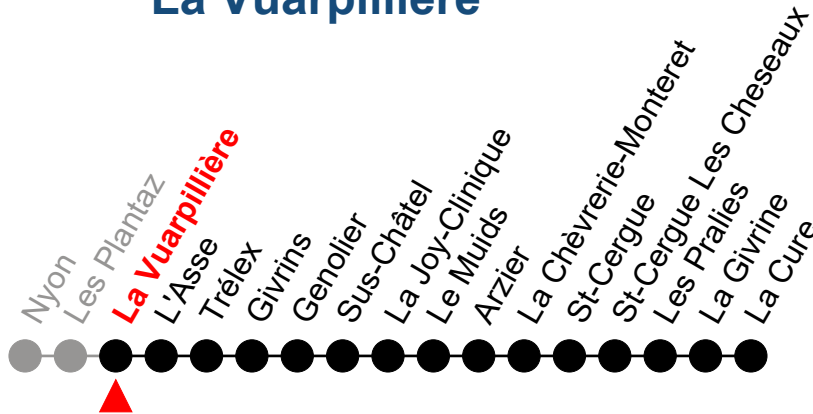 La Vuarpillière
Nyon
Les Plantaz
La Vuarpillière
L'Asse
Trélex
Givrins
Genolier
Sus-Châtel
La Joy-Clinique
Le Muids
Arzier
La Chèvrerie-Monteret
St-Cergue
St-Cergue Les Cheseaux
Les Pralies
La Givrine
La Cure